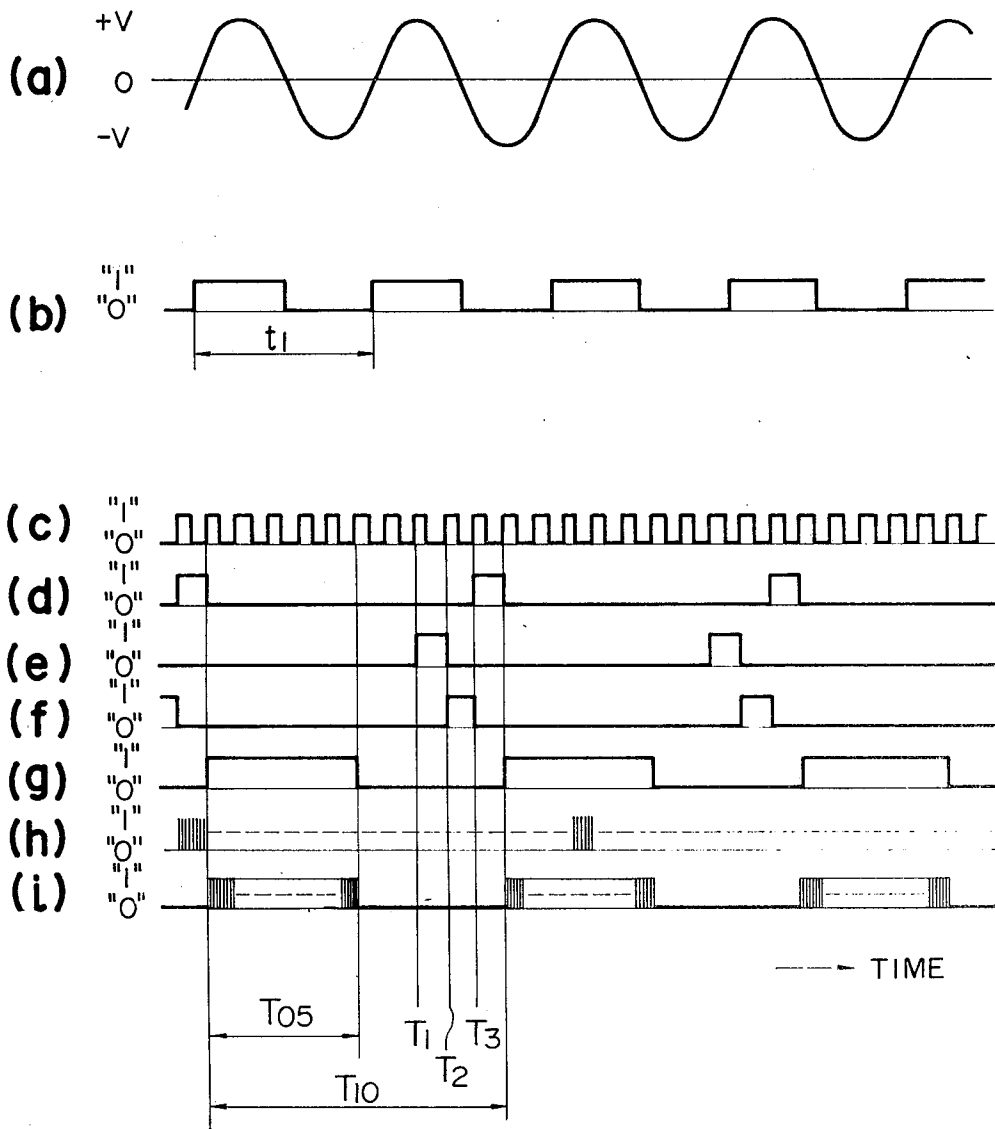 +V
(a) 0
-V
"1"
(b) "0"
t1
"1"
(c) "0"
"1"
(d) "0"
"1"
(e) "0"
"1"
(f) "0"
"1"
(g) "0"
"1"
(h) "0"
"1"
(i) "0"
TIME
T05 T1 T3
T2
T10